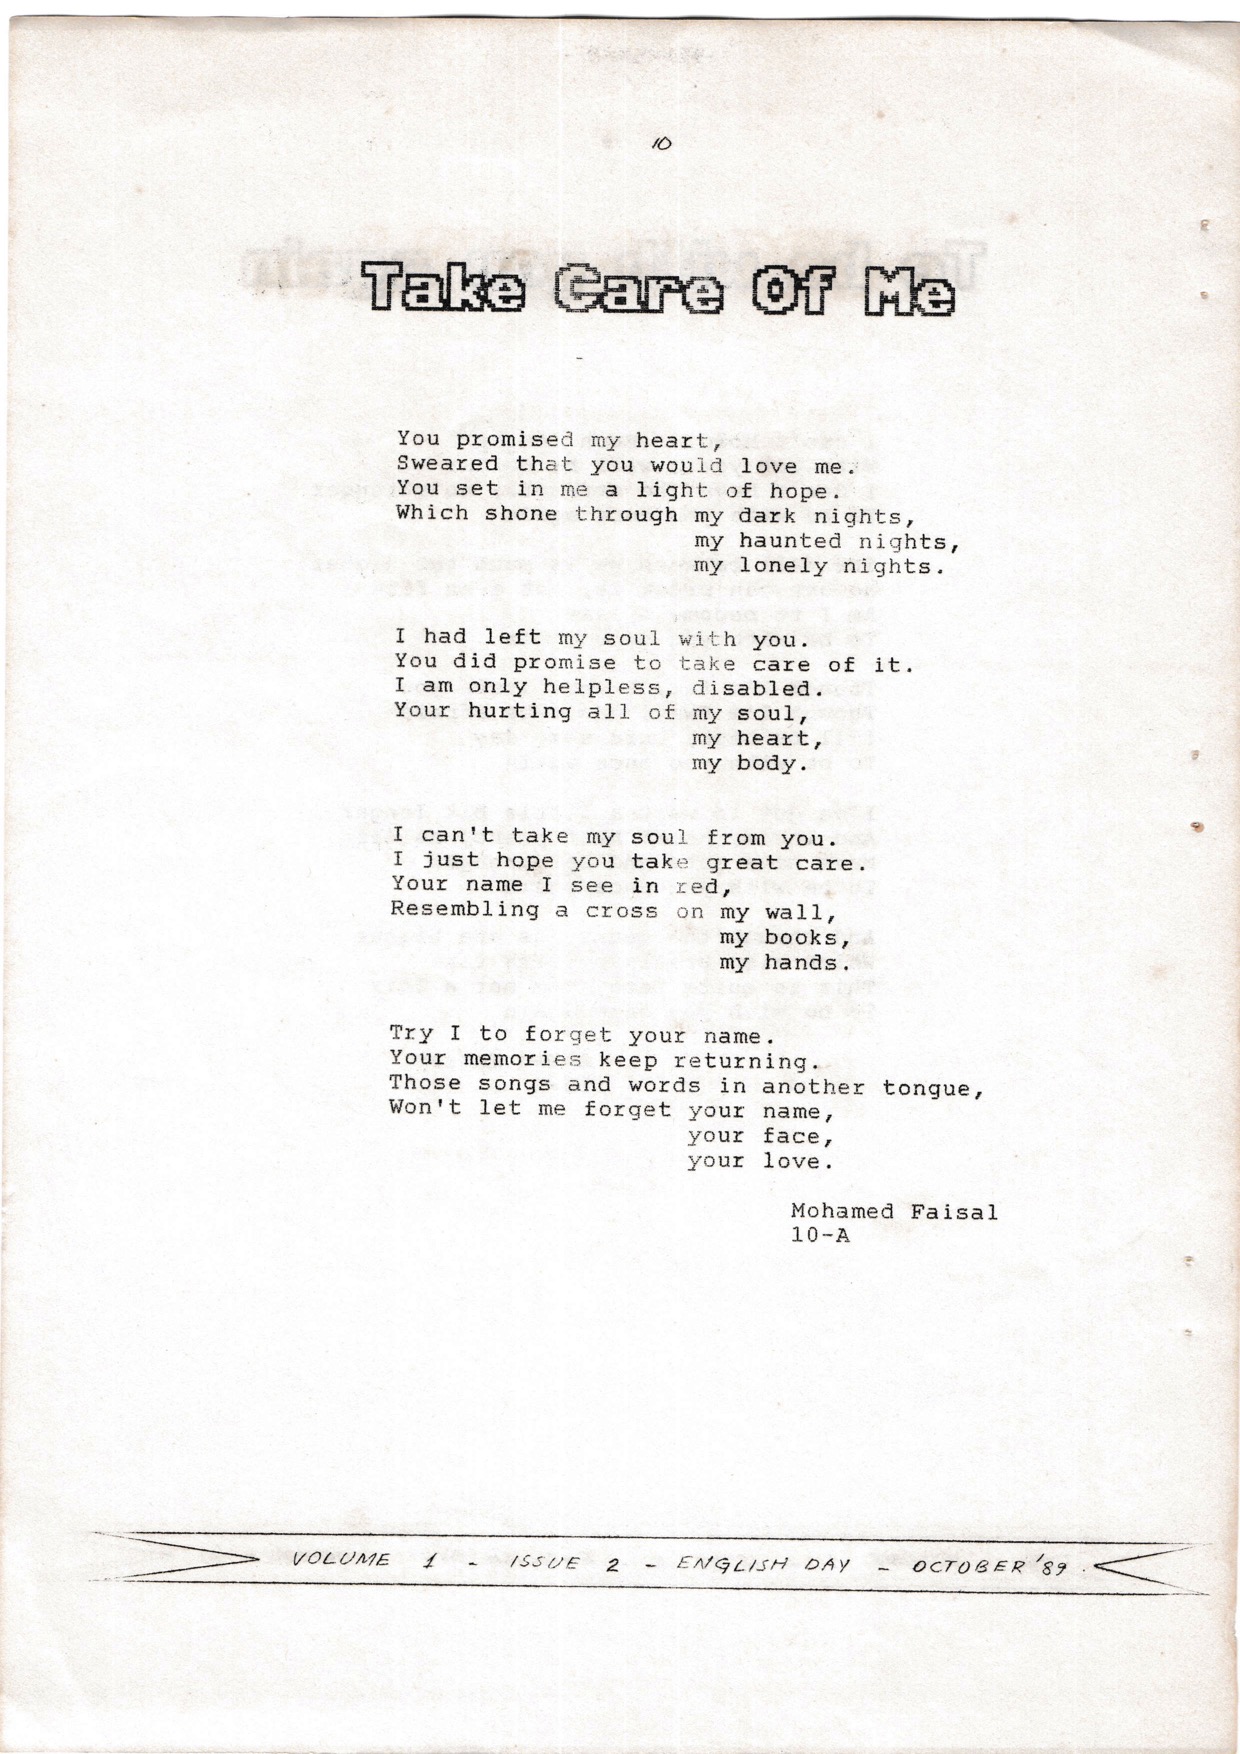 10
Take Care Of Me
You promised my heart,
Sweared that you would love me.
You set in me a light of hope.
Which shone through my dark nights,
my haunted nights,
my lonely nights.
I had left my soul with you.
You did promise to take care of it.
I am only helpless, disabled.
Your hurting all of my soul,
my heart,
my body.
I can't take my soul from you.
I just hope you take great care.
Your name I see in red,
Resembling a cross on my wall,
my books,
my hands.
Try I to forget your name.
Your memories keep returning.
Those songs and words in another tongue,
Won't let me forget your name,
your face,
your love.
Mohamed Faisal
10-A
VOLUME 1 - ISSUE 2 - ENGLISH DAY - OCTOBER '89.